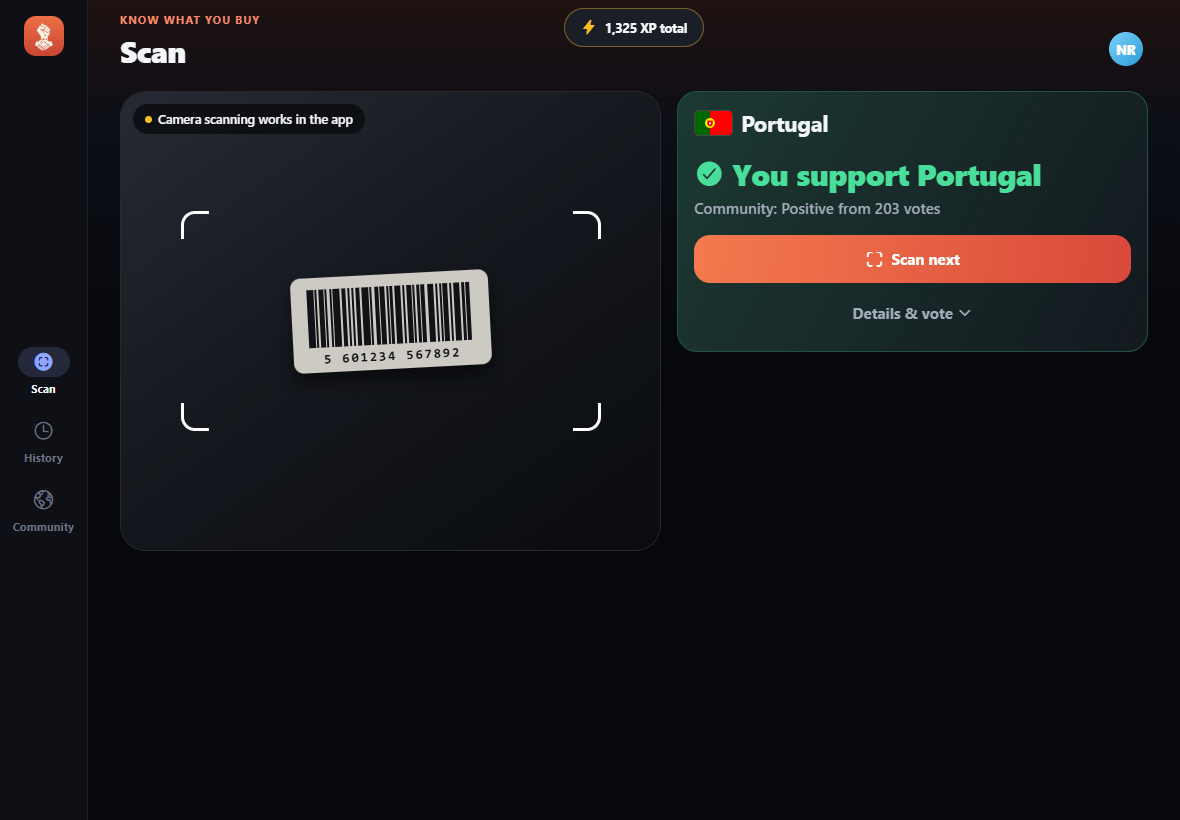 KNOW WHAT YOU BUY
Scan
1,325 XP total
NR
Camera scanning works in the app
5 601234 567892
Portugal
You support Portugal
Community: Positive from 203 votes
Scan next
Details & vote
Scan
History
Community